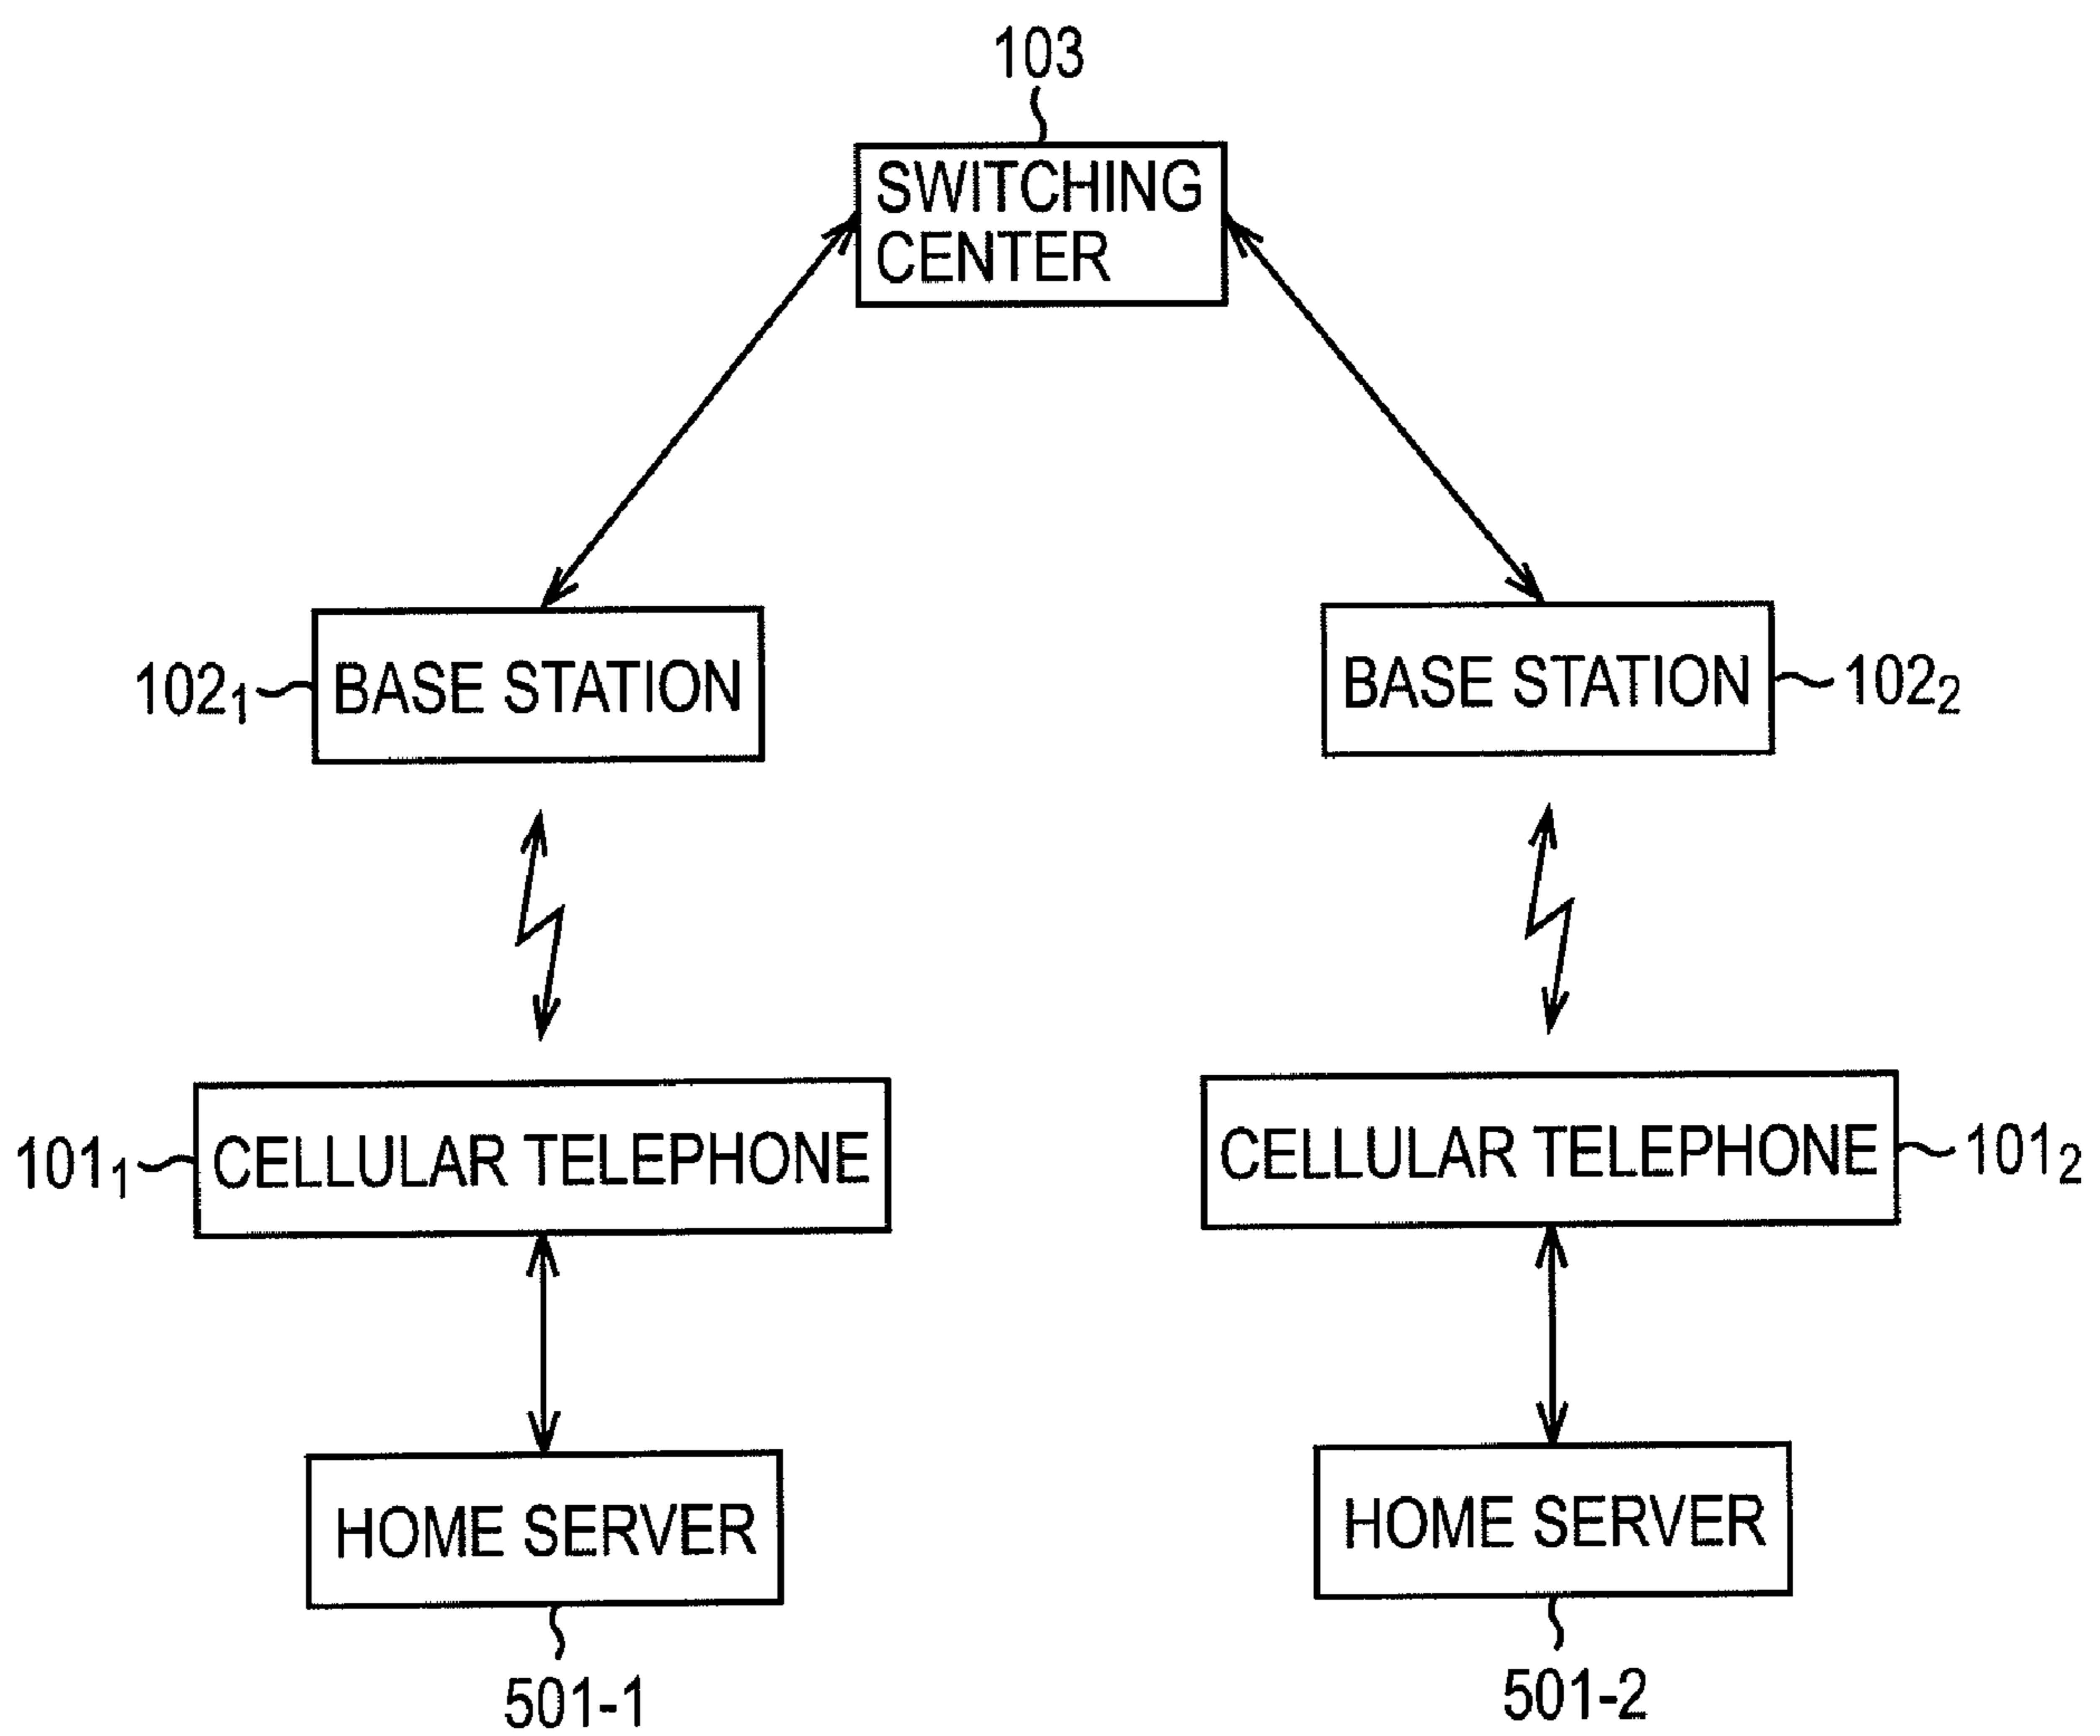 103
SWITCHING
CENTER
102₁
BASE STATION
BASE STATION
102₂
101₁
CELLULAR TELEPHONE
CELLULAR TELEPHONE
101₂
HOME SERVER
HOME SERVER
501-1
501-2